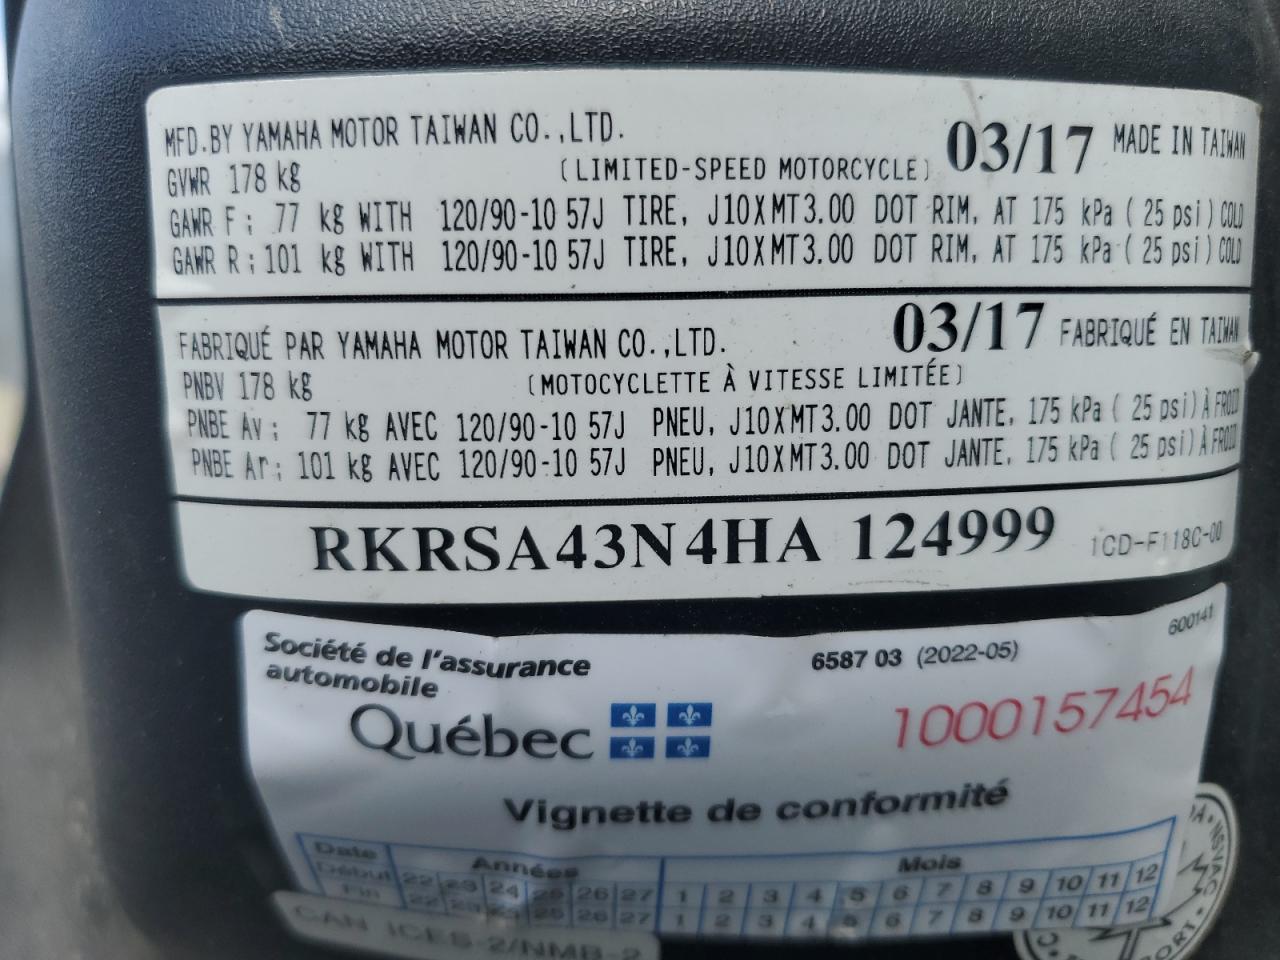 MFD.BY YAMAHA MOTOR TAIWAN CO.,LTD. 03/17 MADE IN TAIWAN
GVWR 178 kg (LIMITED-SPEED MOTORCYCLE)
GAWR F: 77 kg WITH 120/90-10 57J TIRE, J10XMT3.00 DOT RIM, AT 175 kPa (25 psi) COLD
GAWR R: 101 kg WITH 120/90-10 57J TIRE, J10XMT3.00 DOT RIM, AT 175 kPa (25 psi) COLD
FABRIQUÉ PAR YAMAHA MOTOR TAIWAN CO.,LTD. 03/17 FABRIQUÉ EN TAIWAN
PNBV 178 kg (MOTOCYCLETTE À VITESSE LIMITÉE)
PNBE Av: 77 kg AVEC 120/90-10 57J PNEU, J10XMT3.00 DOT JANTE, 175 kPa (25 psi) À FROID
PNBE Ar: 101 kg AVEC 120/90-10 57J PNEU, J10XMT3.00 DOT JANTE, 175 kPa (25 psi) À FROID
RKRSA43N4HA 124999 1CD-F118C-00
Société de l'assurance
automobile
Québec
6587 03 (2022-05)
600141
1000157454
Vignette de conformité
Date Années Mois
Début 22 23 24 25 26 27 1 2 3 4 5 6 7 8 9 10 11 12
Fin 22 23 25 26 27 1 2 3 4 5 6 7 8 9 10 11 12
CAN ICES-2/NMB-2